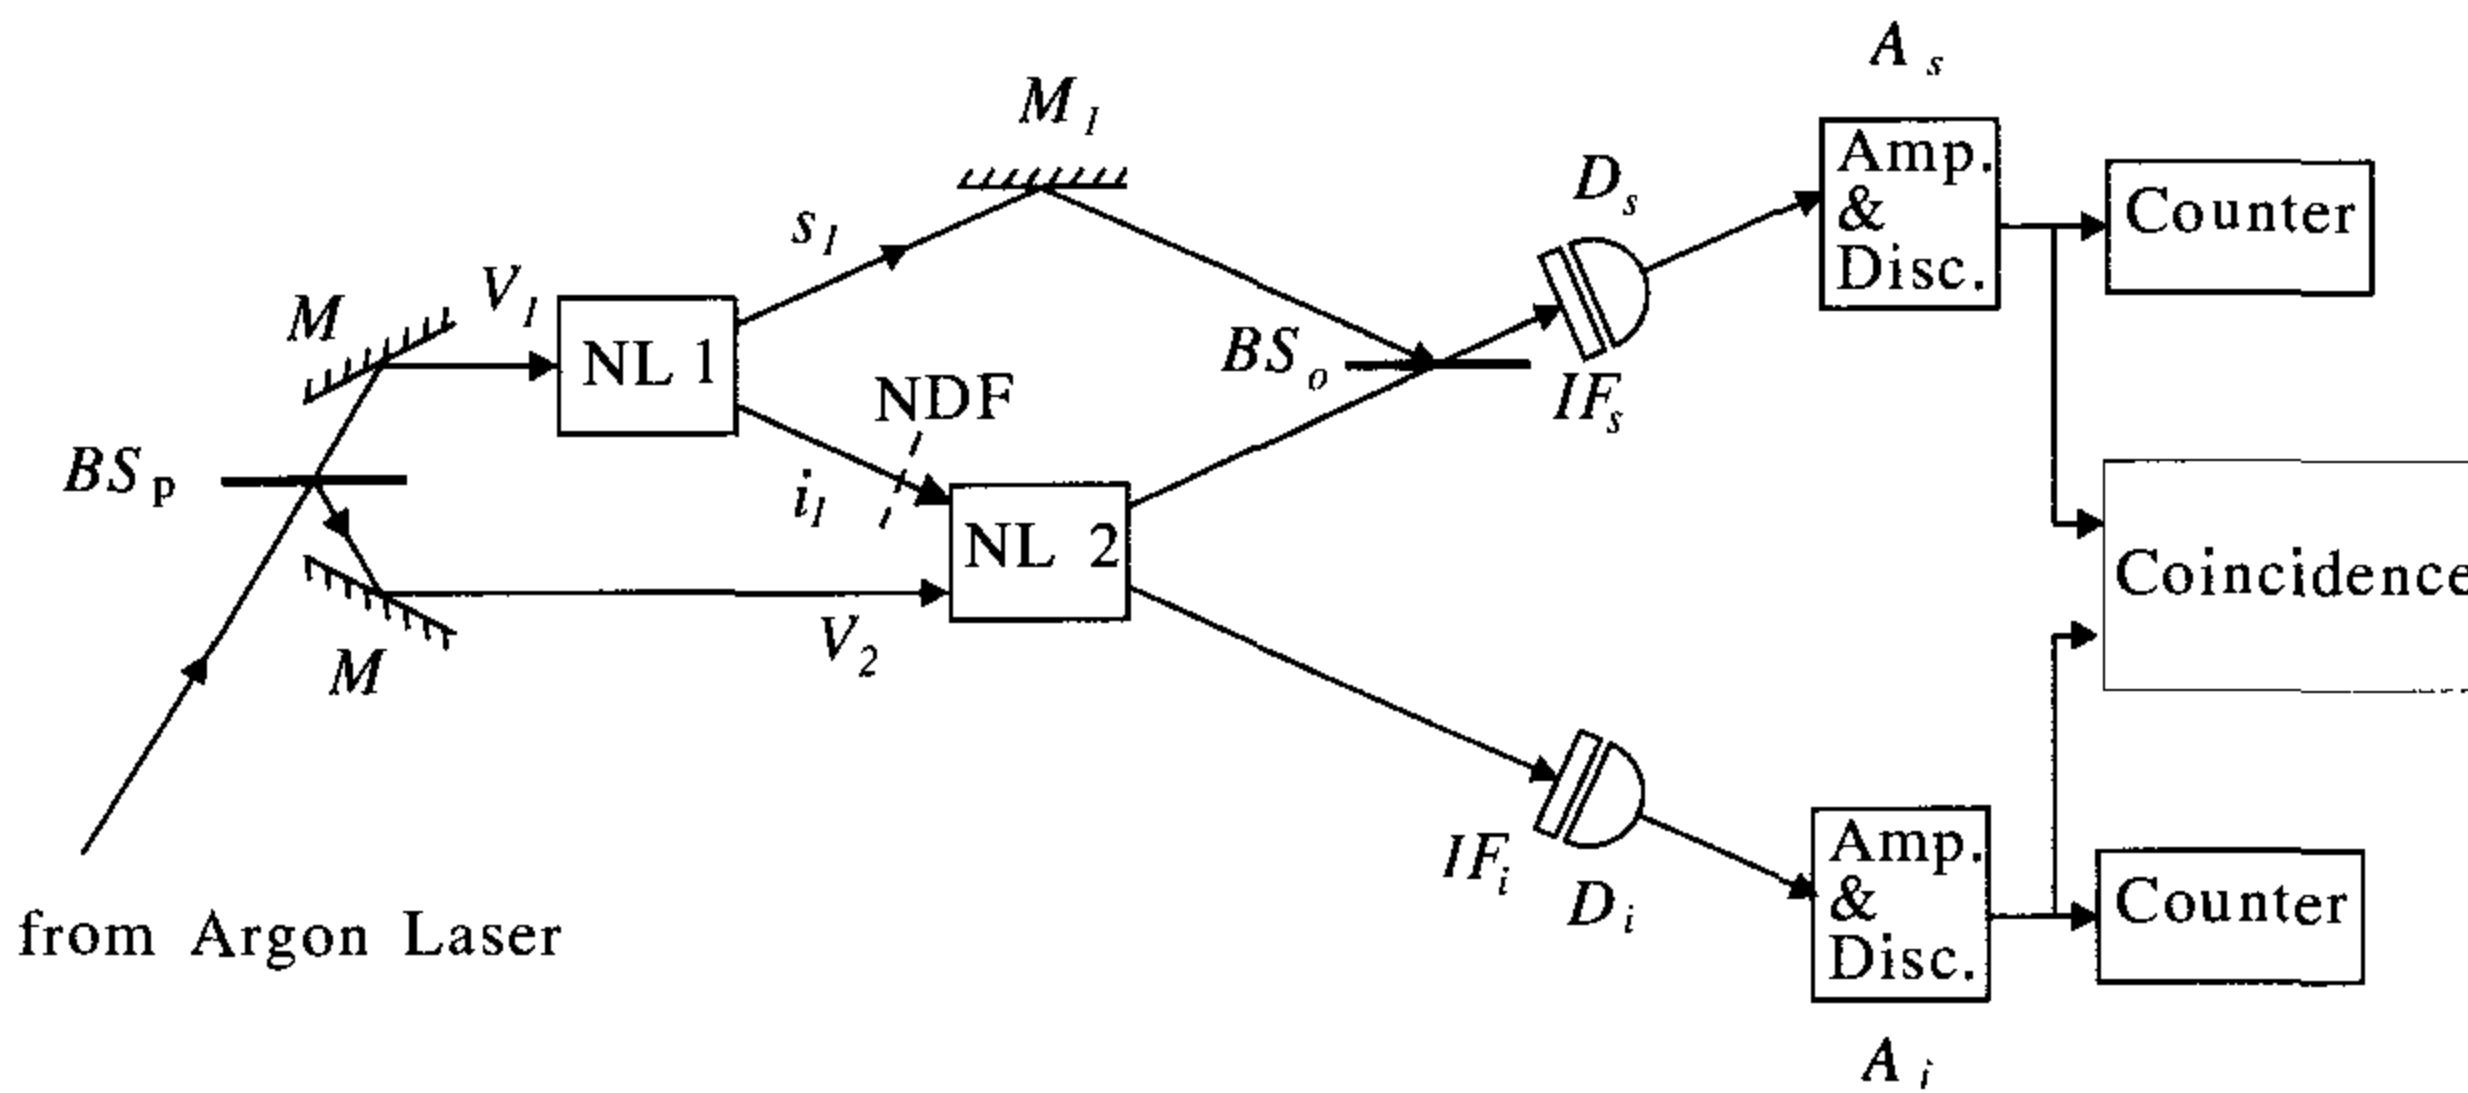 A s
M 1
Amp.
&
Disc.
Counter
D s
s 1
V 1
M
NL 1
BS o
IF s
NDF
BS p
i 1
NL 2
Coincidence
V 2
M
IF i
D i
Amp.
&
Disc.
Counter
from Argon Laser
A i